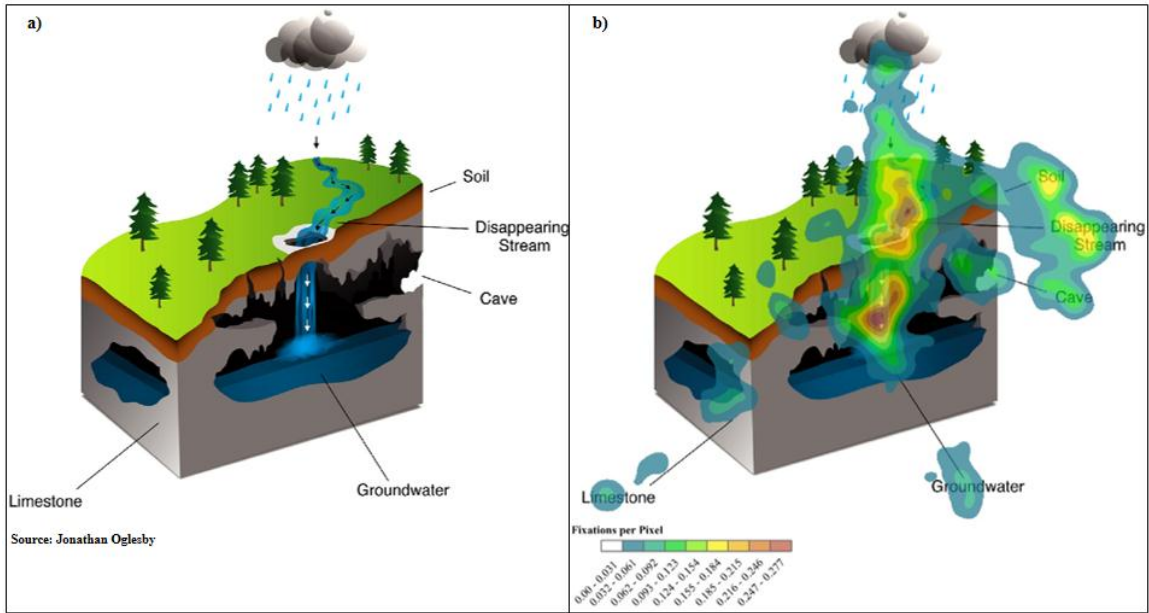 a)
Soil
Disappearing
Stream
Cave
Groundwater
Limestone
Source: Jonathan Oglesby
b)
Soil
Disappearing
Stream
Cave
Groundwater
Limestone
Fixations per Pixel
0.00 - 0.031
0.032 - 0.061
0.062 - 0.092
0.093 - 0.123
0.124 - 0.154
0.155 - 0.184
0.185 - 0.215
0.216 - 0.246
0.247 - 0.277